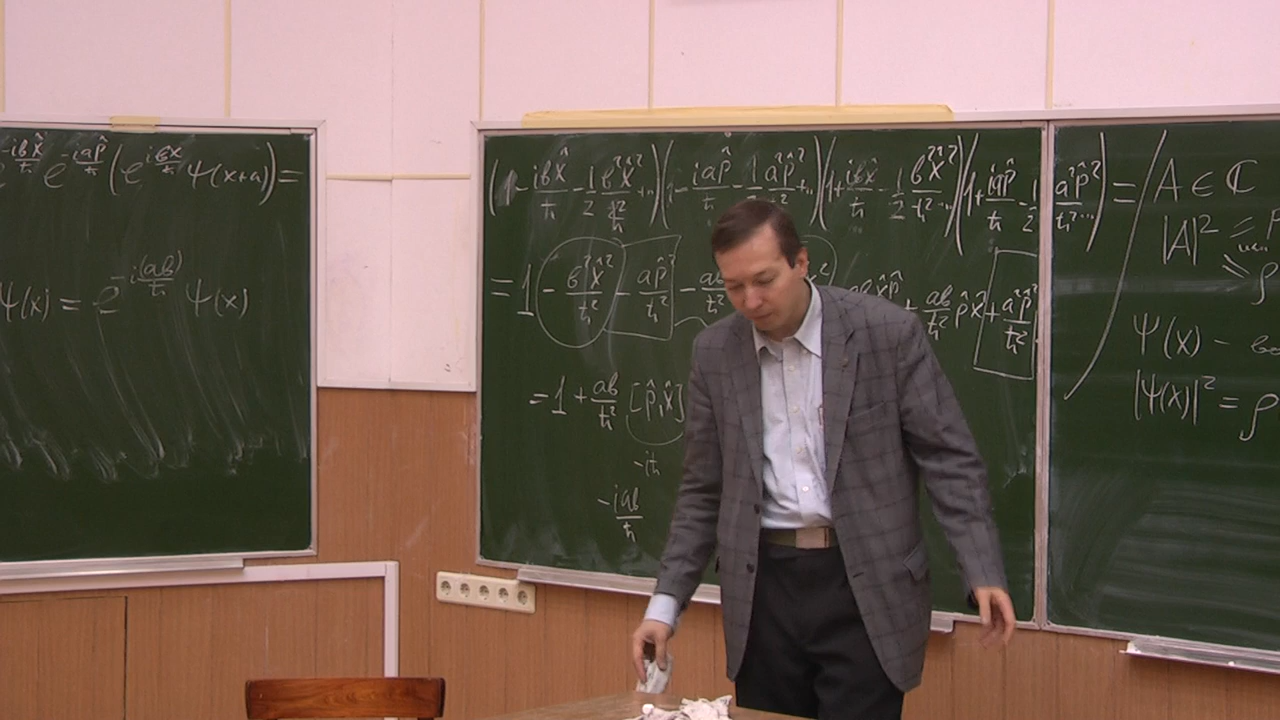 e^{-ibx̂/ħ} e^{-iap̂/ħ} (e^{ibx/ħ} Ψ(x+a)) =
Ψ(x) = e^{-i(ab)/ħ} Ψ(x)
(1 - ibx̂/ħ - 1/2 b²x̂²/ħ² + ..)(1 - iap̂/ħ - 1/2 a²p̂²/ħ² + ..)(1 + ibx̂/ħ - 1/2 b²x̂²/ħ² ...)(1 + iap̂/ħ - 1/2 a²p̂²/ħ² ...) =
= 1 - b²x̂²/ħ² - ap̂²/ħ² - + ab/ħ² p̂x̂ + a²p̂²/ħ²
= 1 + ab/ħ² [p̂,x̂]
-iħ
-iab/ħ
A ∈ ℂ
|A|² =
≤ ρ
Ψ(x) -
|Ψ(x)|² = ρ